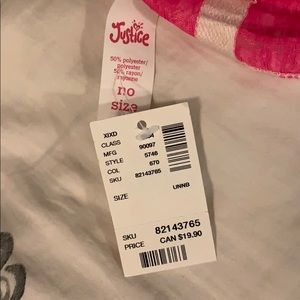 Justice
50% polyester/
polyester
50% rayon/
rayonne
no
size
XIXD
CLASS 90097
MFG 5746
STYLE 670
COL
SKU 82143765
SIZE UNNB
SKU 82143765
PRICE CAN $19.90